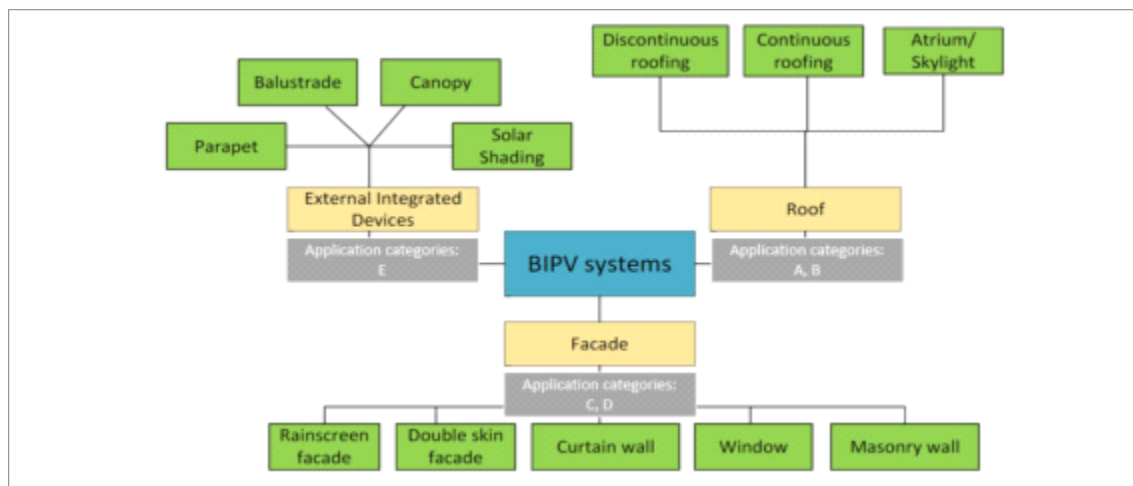 Discontinuous
roofing
Continuous
roofing
Atrium/
Skylight
Balustrade
Canopy
Parapet
Solar
Shading
External Integrated
Devices
Roof
Application categories:
E
BIPV systems
Application categories:
A, B
Facade
Application categories:
C, D
Rainscreen
facade
Double skin
facade
Curtain wall
Window
Masonry wall